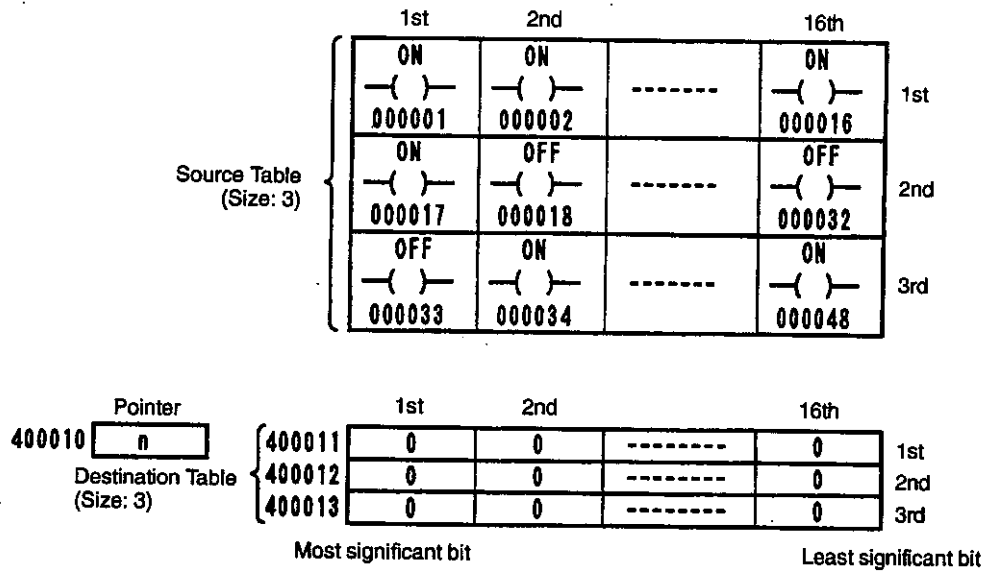 1st 2nd 16th
ON ON ON
—( )— —( )— ------- —( )— 1st
000001 000002 000016
ON OFF OFF
Source Table —( )— —( )— ------- —( )— 2nd
(Size: 3) 000017 000018 000032
OFF ON ON
—( )— —( )— ------- —( )— 3rd
000033 000034 000048
Pointer 1st 2nd 16th
400010 n 400011 0 0 -------- 0 1st
Destination Table 400012 0 0 -------- 0 2nd
(Size: 3) 400013 0 0 -------- 0 3rd
Most significant bit Least significant bit